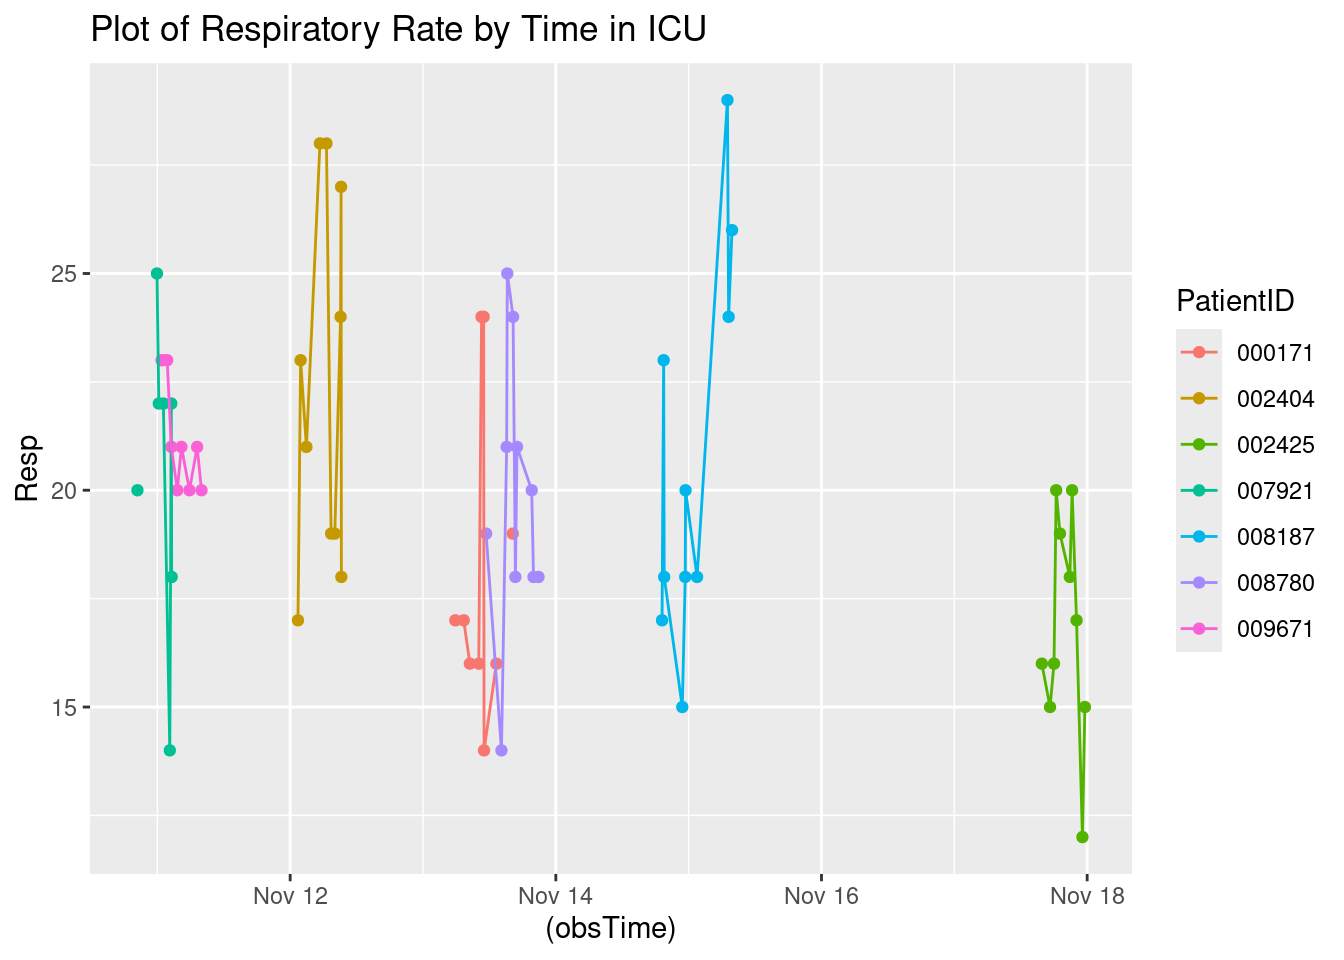 Plot of Respiratory Rate by Time in ICU
Resp
25
20
15
Nov 12
Nov 14
Nov 16
Nov 18
(obsTime)
PatientID
000171
002404
002425
007921
008187
008780
009671